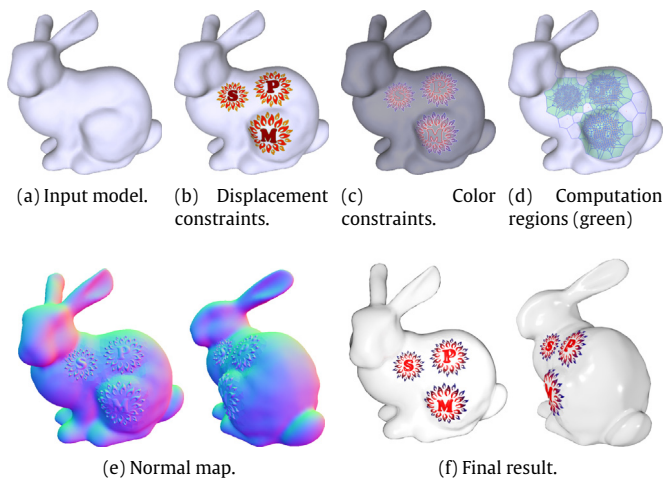 S P
M
(a) Input model. (b) Displacement constraints. (c) Color constraints. (d) Computation regions (green)
S P
M
S P
M
S P
(e) Normal map. (f) Final result.